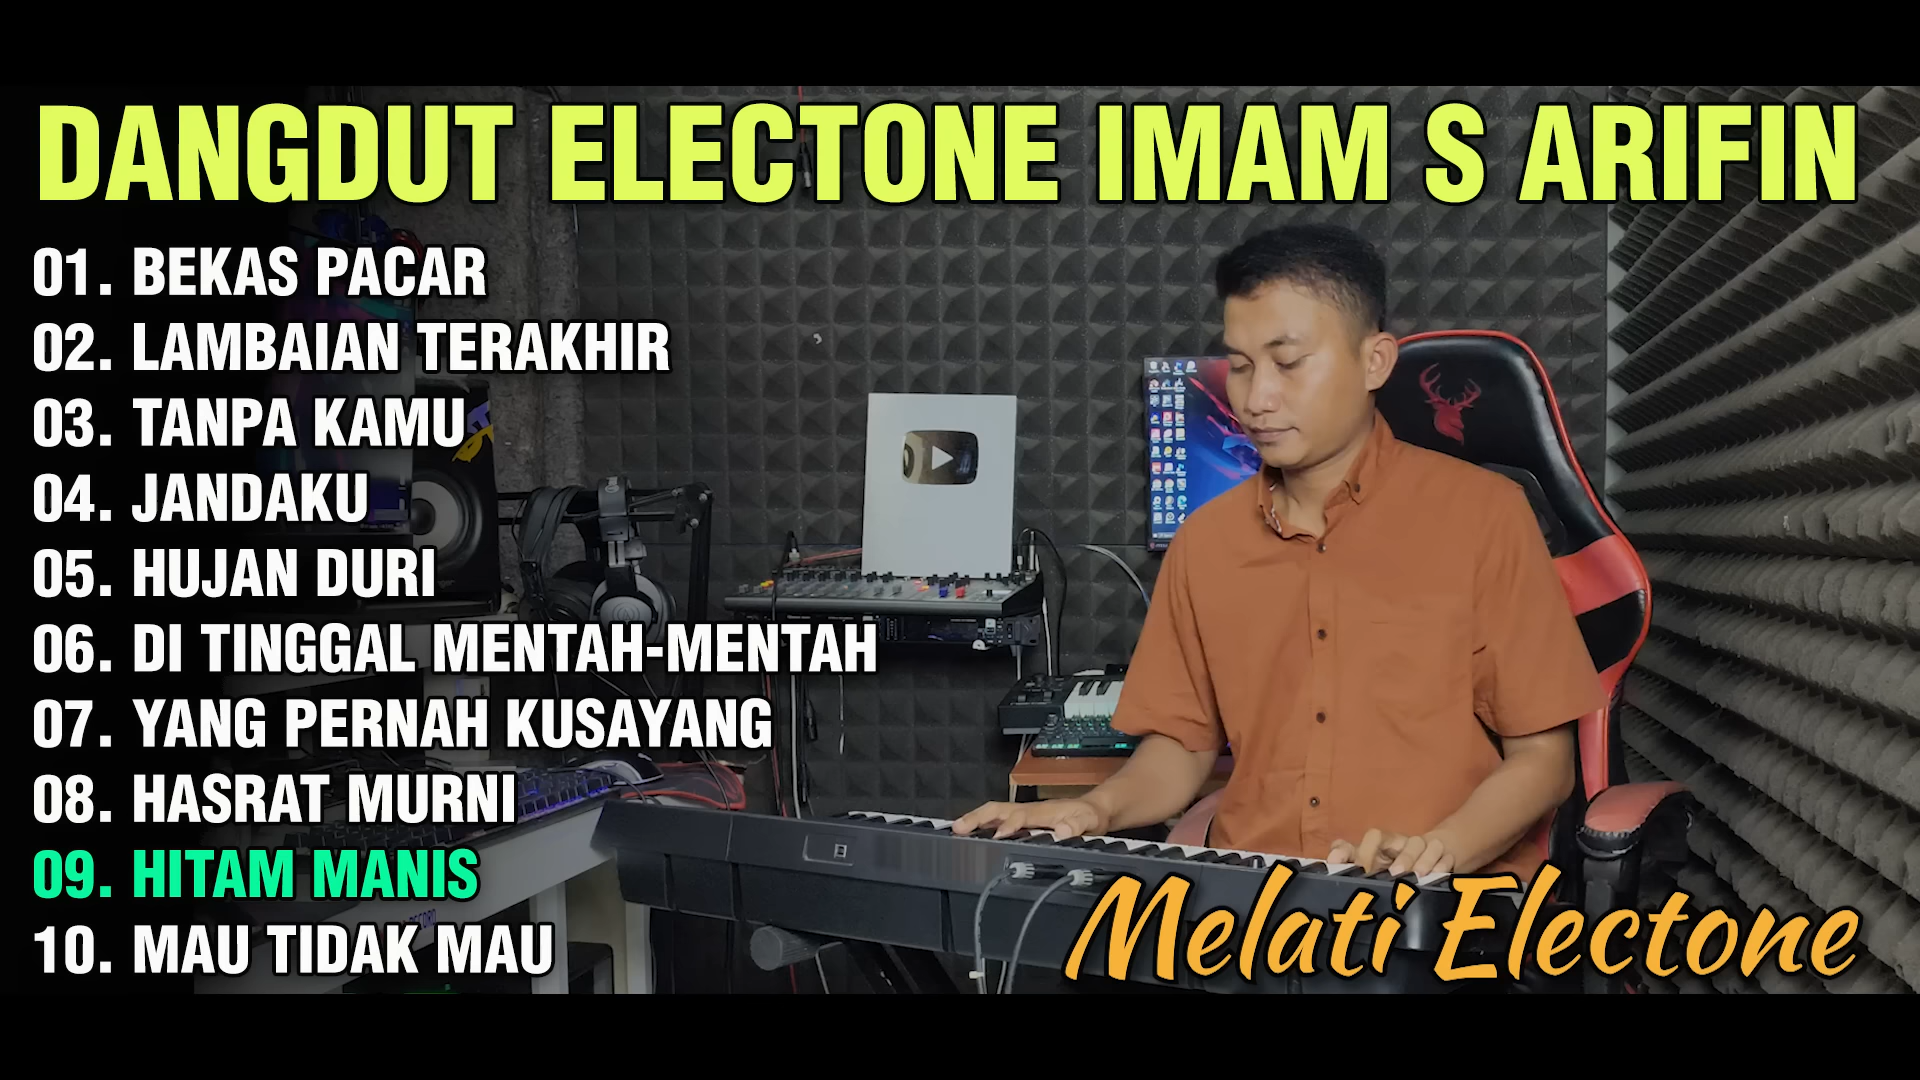 DANGDUT ELECTONE IMAM S ARIFIN
01. BEKAS PACAR
02. LAMBAIAN TERAKHIR
03. TANPA KAMU
04. JANDAKU
05. HUJAN DURI
06. DI TINGGAL MENTAH-MENTAH
07. YANG PERNAH KUSAYANG
08. HASRAT MURNI
09. HITAM MANIS
10. MAU TIDAK MAU
Melati Electone